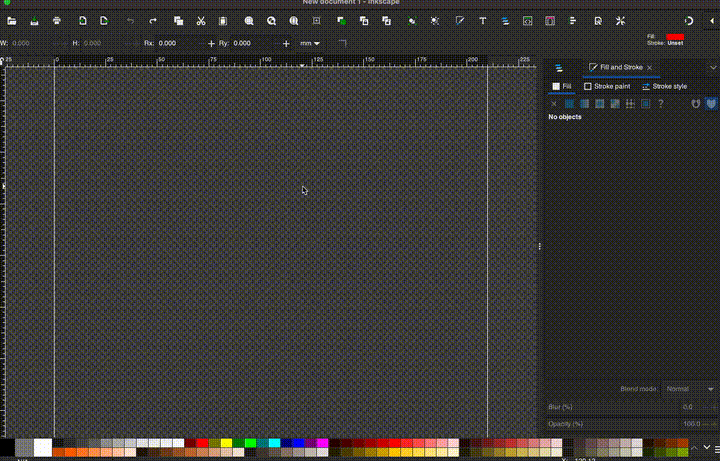 New document 1 - Inkscape
W: 0.000 H: 0.000 Rx: 0.000 + Ry: 0.000 + mm
Fill:
Stroke: Unset
25 0 25 50 75 100 125 150 175 200 225
Fill and Stroke
Fill Stroke paint Stroke style
No objects
Blend mode: Normal
Blur (%) 0.0
Opacity (%) 100.0